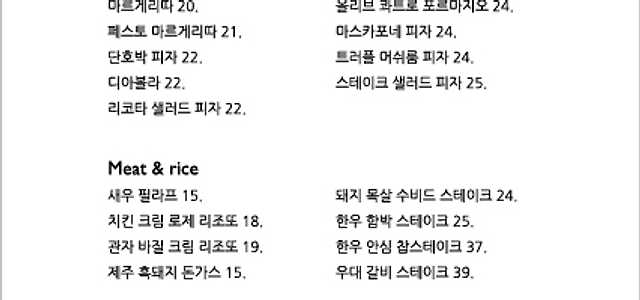 마르게리따 20.
페스토 마르게리따 21.
단호박 피자 22.
디아볼라 22.
리코타 샐러드 피자 22.
올리브 콰트로 포르마지오 24.
마스카포네 피자 24.
트러플 머쉬룸 피자 24.
스테이크 샐러드 피자 25.
Meat & rice
새우 필라프 15.
치킨 크림 로제 리조또 18.
관자 바질 크림 리조또 19.
제주 흑돼지 돈가스 15.
돼지 목살 수비드 스테이크 24.
한우 함박 스테이크 25.
한우 안심 찹스테이크 37.
우대 갈비 스테이크 39.